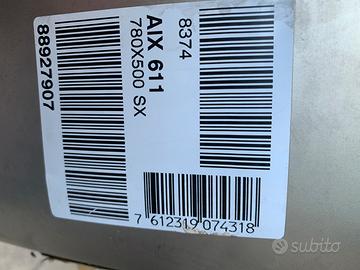 8374
AIX 611
780X500 SX
88927907
7 612319 074318
subito